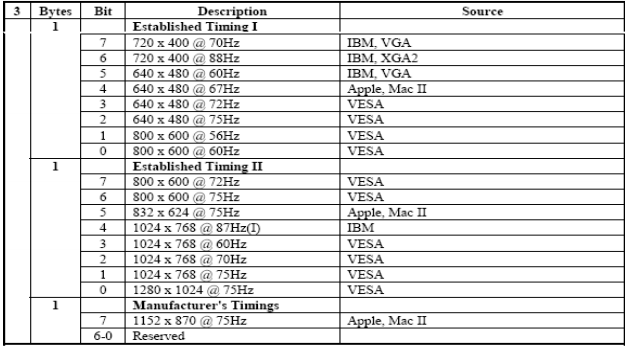 3 Bytes Bit Description Source
1 Established Timing I
7 720 x 400 @ 70Hz IBM, VGA
6 720 x 400 @ 88Hz IBM, XGA2
5 640 x 480 @ 60Hz IBM, VGA
4 640 x 480 @ 67Hz Apple, Mac II
3 640 x 480 @ 72Hz VESA
2 640 x 480 @ 75Hz VESA
1 800 x 600 @ 56Hz VESA
0 800 x 600 @ 60Hz VESA
1 Established Timing II
7 800 x 600 @ 72Hz VESA
6 800 x 600 @ 75Hz VESA
5 832 x 624 @ 75Hz Apple, Mac II
4 1024 x 768 @ 87Hz(I) IBM
3 1024 x 768 @ 60Hz VESA
2 1024 x 768 @ 70Hz VESA
1 1024 x 768 @ 75Hz VESA
0 1280 x 1024 @ 75Hz VESA
1 Manufacturer's Timings
7 1152 x 870 @ 75Hz Apple, Mac II
6-0 Reserved